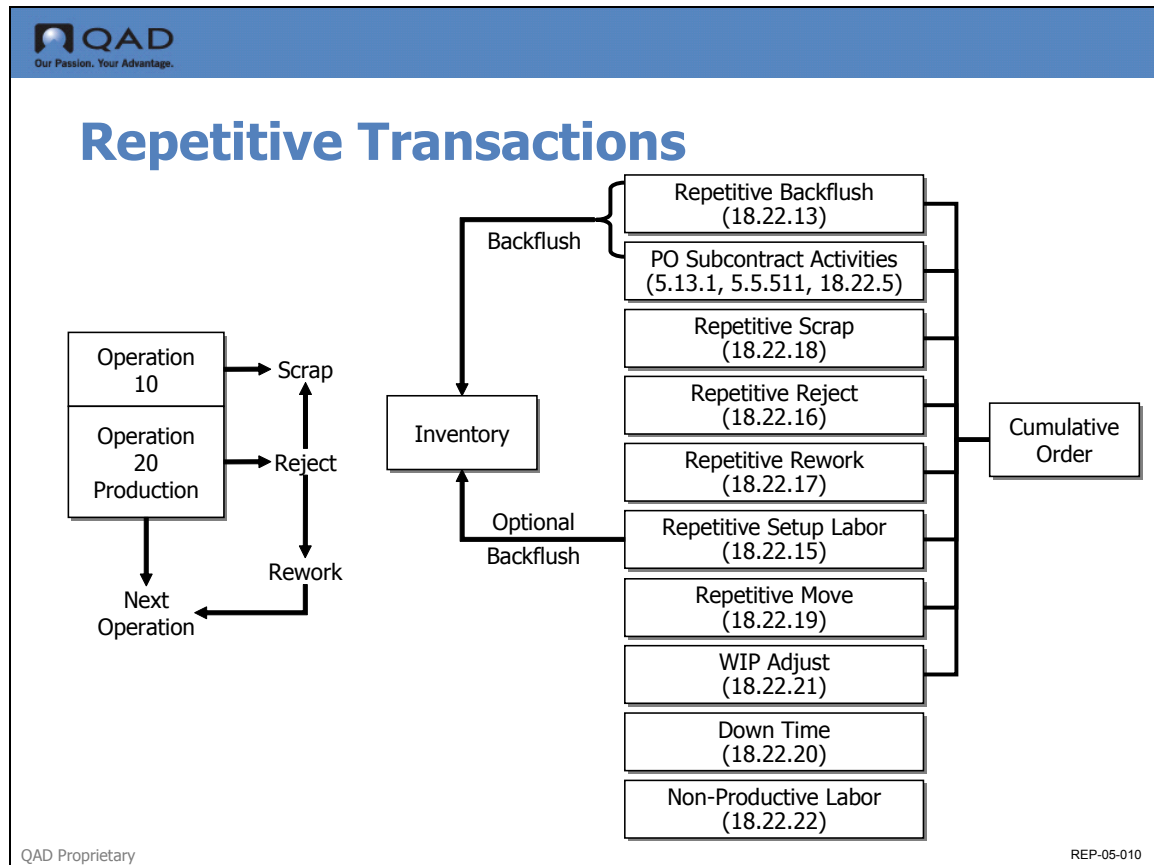 QAD
Our Passion. Your Advantage.
Repetitive Transactions
Operation
10
Operation
20
Production
Scrap
Reject
Rework
Next
Operation
Backflush
Inventory
Optional
Backflush
Repetitive Backflush
(18.22.13)
PO Subcontract Activities
(5.13.1, 5.5.511, 18.22.5)
Repetitive Scrap
(18.22.18)
Repetitive Reject
(18.22.16)
Repetitive Rework
(18.22.17)
Repetitive Setup Labor
(18.22.15)
Repetitive Move
(18.22.19)
WIP Adjust
(18.22.21)
Down Time
(18.22.20)
Non-Productive Labor
(18.22.22)
Cumulative
Order
QAD Proprietary
REP-05-010